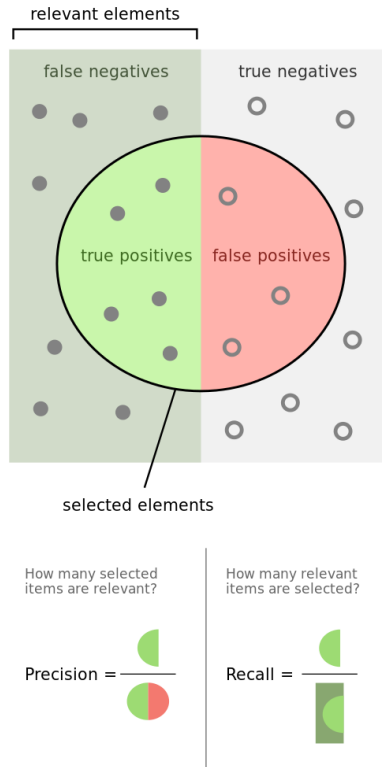 relevant elements
false negatives
true negatives
true positives
false positives
selected elements
How many selected
items are relevant?
How many relevant
items are selected?
Precision =
Recall =